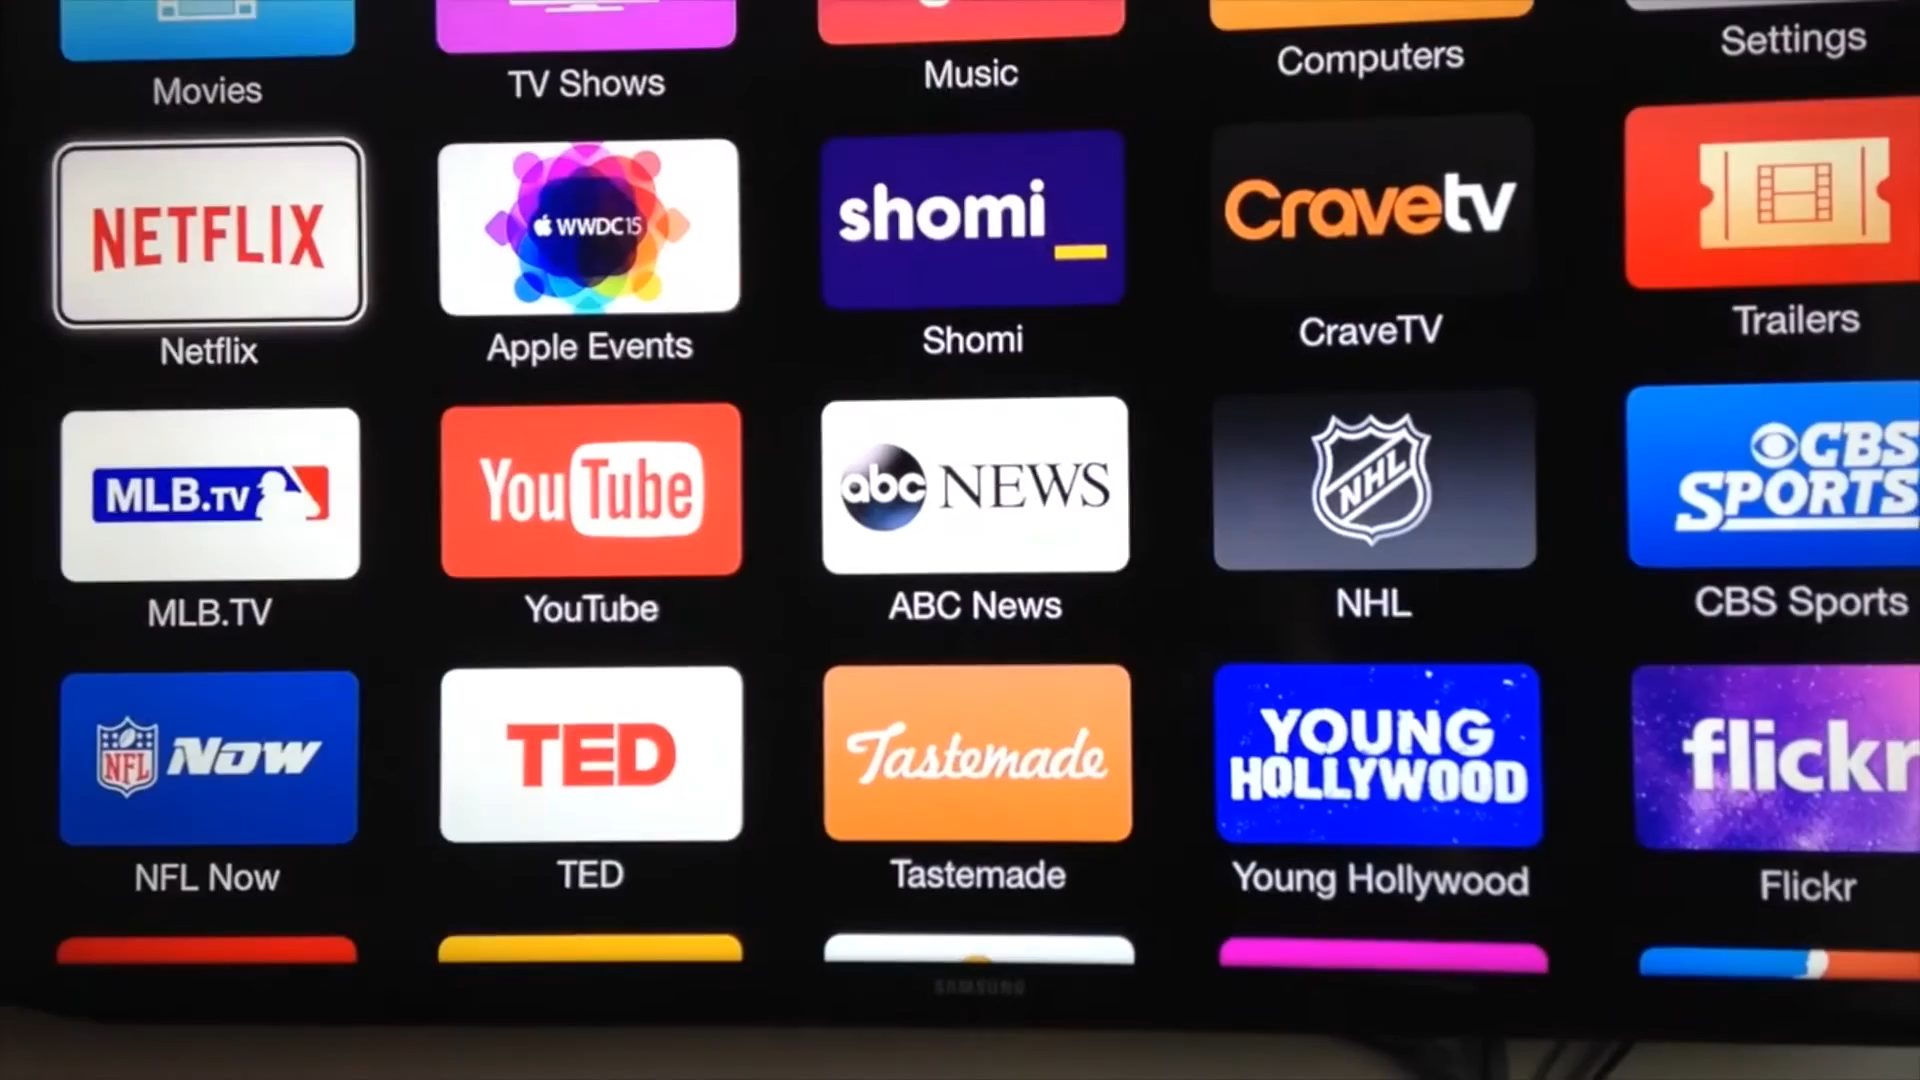 Movies
TV Shows
Music
Computers
Settings
NETFLIX
WWDC15
shomi_
Cravetv
Netflix
Apple Events
Shomi
CraveTV
Trailers
MLB.TV
YouTube
abc NEWS
NHL
CBS
SPORTS
MLB.TV
YouTube
ABC News
NHL
CBS Sports
NFL Now
TED
Tastemade
YOUNG
HOLLYWOOD
flickr
NFL Now
TED
Tastemade
Young Hollywood
Flickr
SAMSUNG